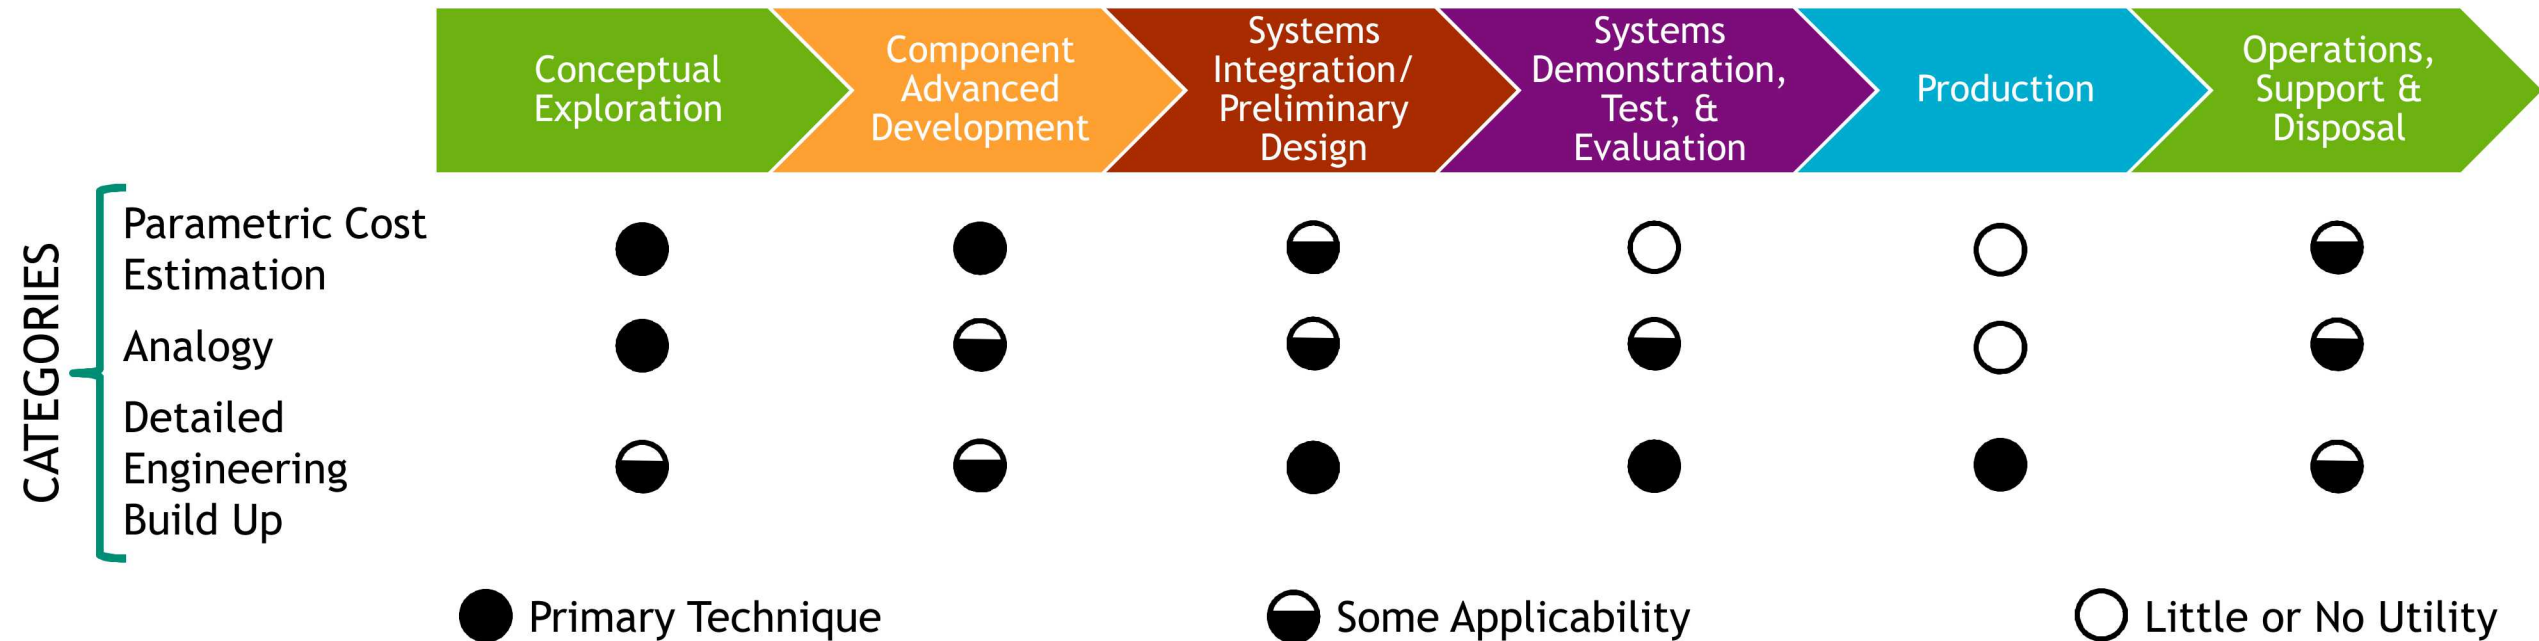 Conceptual
Exploration
Component
Advanced
Development
Systems
Integration/
Preliminary
Design
Systems
Demonstration,
Test, &
Evaluation
Production
Operations,
Support &
Disposal
CATEGORIES
Parametric Cost
Estimation
Analogy
Detailed
Engineering
Build Up
Primary Technique
Some Applicability
Little or No Utility